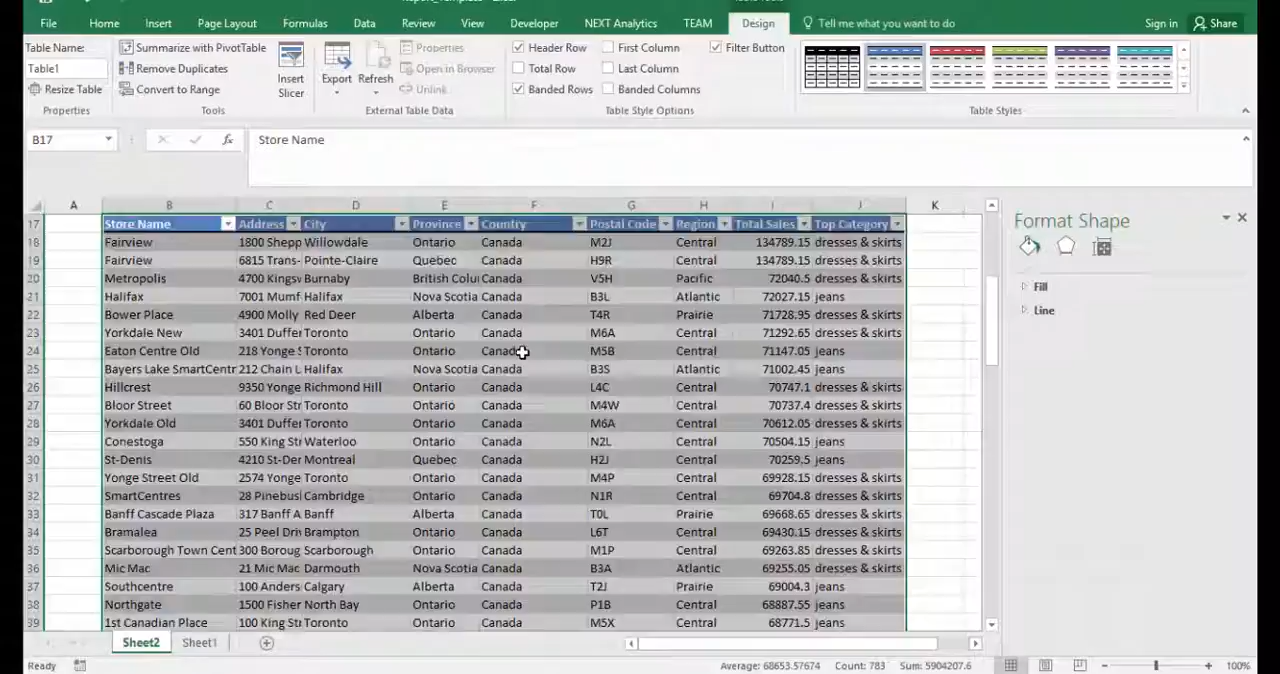 File Home Insert Page Layout Formulas Data Review View Developer NEXT Analytics TEAM Design Tell me what you want to do Sign in Share
Table Name:
Table1
Resize Table
Properties
Summarize with PivotTable
Remove Duplicates
Convert to Range
Tools
Insert
Slicer
Export
Refresh
Properties
Open in Browser
Unlink
External Table Data
Header Row First Column Filter Button
Total Row Last Column
Banded Rows Banded Columns
Table Style Options
Table Styles
B17 fx Store Name
A B C D E F G H I J K
17 Store Name Address City Province Country Postal Code Region Total Sales Top Category
18 Fairview 1800 Shepp Willowdale Ontario Canada M2J Central 134789.15 dresses & skirts
19 Fairview 6815 Trans- Pointe-Claire Quebec Canada H9R Central 134789.15 dresses & skirts
20 Metropolis 4700 Kingsw Burnaby British Colu Canada V5H Pacific 72040.5 dresses & skirts
21 Halifax 7001 Mumf Halifax Nova Scotia Canada B3L Atlantic 72027.15 jeans
22 Bower Place 4900 Molly Red Deer Alberta Canada T4R Prairie 71728.95 dresses & skirts
23 Yorkdale New 3401 Duffer Toronto Ontario Canada M6A Central 71292.65 dresses & skirts
24 Eaton Centre Old 218 Yonge S Toronto Ontario Canada M5B Central 71147.05 jeans
25 Bayers Lake SmartCentr 212 Chain L Halifax Nova Scotia Canada B3S Atlantic 71002.45 jeans
26 Hillcrest 9350 Yonge Richmond Hill Ontario Canada L4C Central 70747.1 dresses & skirts
27 Bloor Street 60 Bloor Str Toronto Ontario Canada M4W Central 70737.4 dresses & skirts
28 Yorkdale Old 3401 Duffer Toronto Ontario Canada M6A Central 70612.05 dresses & skirts
29 Conestoga 550 King Str Waterloo Ontario Canada N2L Central 70504.15 jeans
30 St-Denis 4210 St-Der Montreal Quebec Canada H2J Central 70259.5 jeans
31 Yonge Street Old 2574 Yonge Toronto Ontario Canada M4P Central 69928.15 dresses & skirts
32 SmartCentres 28 Pinebus Cambridge Ontario Canada N1R Central 69704.8 dresses & skirts
33 Banff Cascade Plaza 317 Banff A Banff Alberta Canada T0L Prairie 69668.65 dresses & skirts
34 Bramalea 25 Peel Dri Brampton Ontario Canada L6T Central 69430.15 dresses & skirts
35 Scarborough Town Cent 300 Boroug Scarborough Ontario Canada M1P Central 69263.85 dresses & skirts
36 Mic Mac 21 Mic Mac Darmouth Nova Scotia Canada B3A Atlantic 69255.05 dresses & skirts
37 Southcentre 100 Anders Calgary Alberta Canada T2J Prairie 69004.3 jeans
38 Northgate 1500 Fisher North Bay Ontario Canada P1B Central 68887.55 jeans
39 1st Canadian Place 100 King St Toronto Ontario Canada M5X Central 68771.5 jeans
Format Shape
Fill
Line
Sheet2 Sheet1
Ready Average: 68653.57674 Count: 783 Sum: 5904207.6 100%